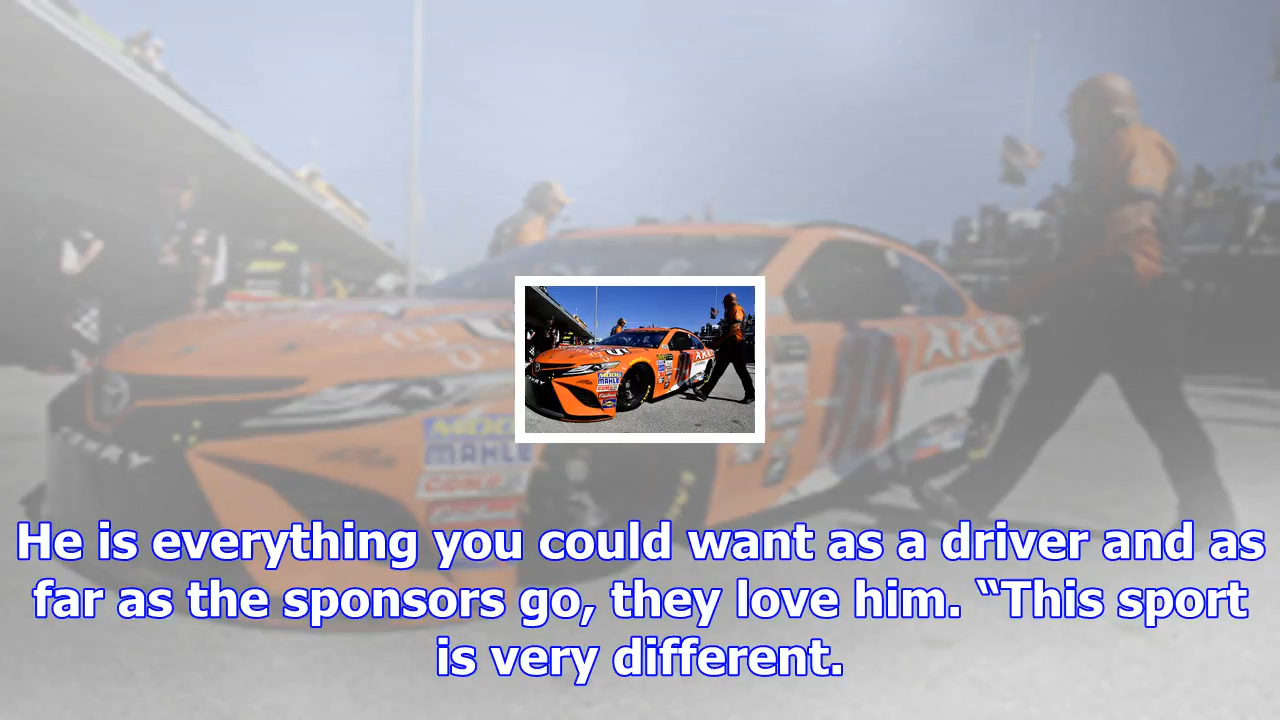 He is everything you could want as a driver and as
far as the sponsors go, they love him. “This sport
is very different.
MAHLE